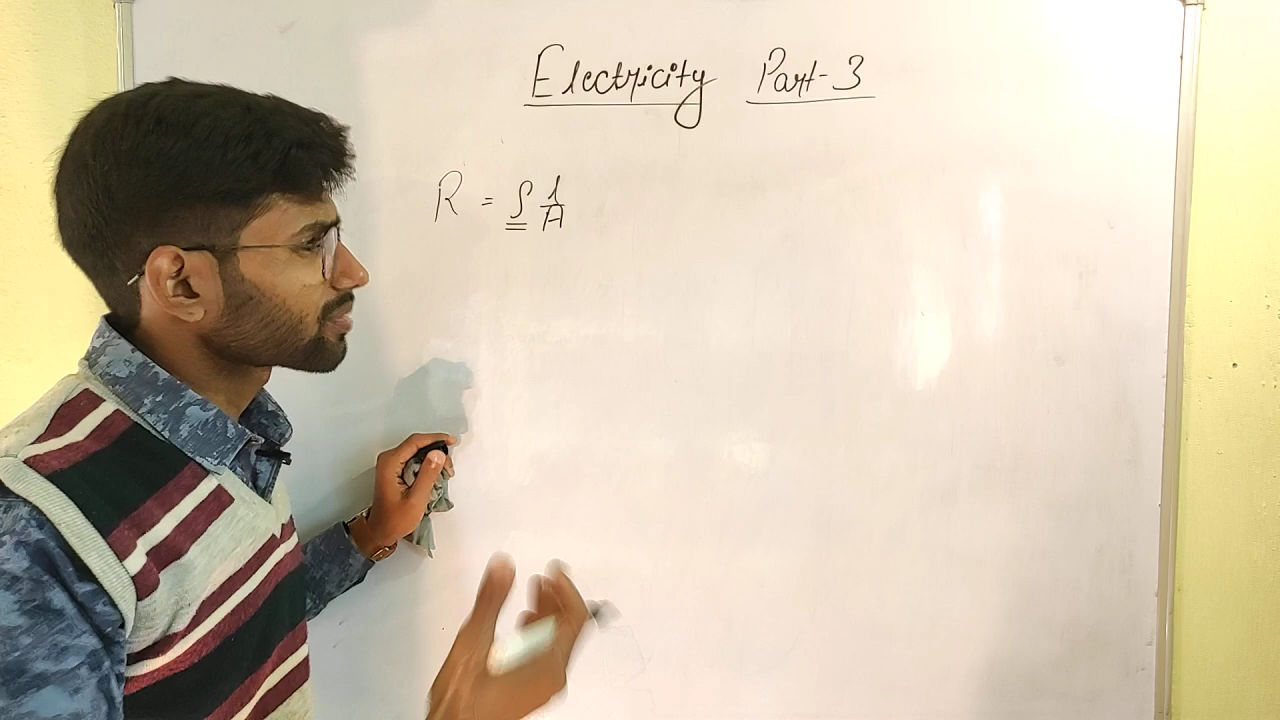 Electricity Part-3
R = ρ l/A